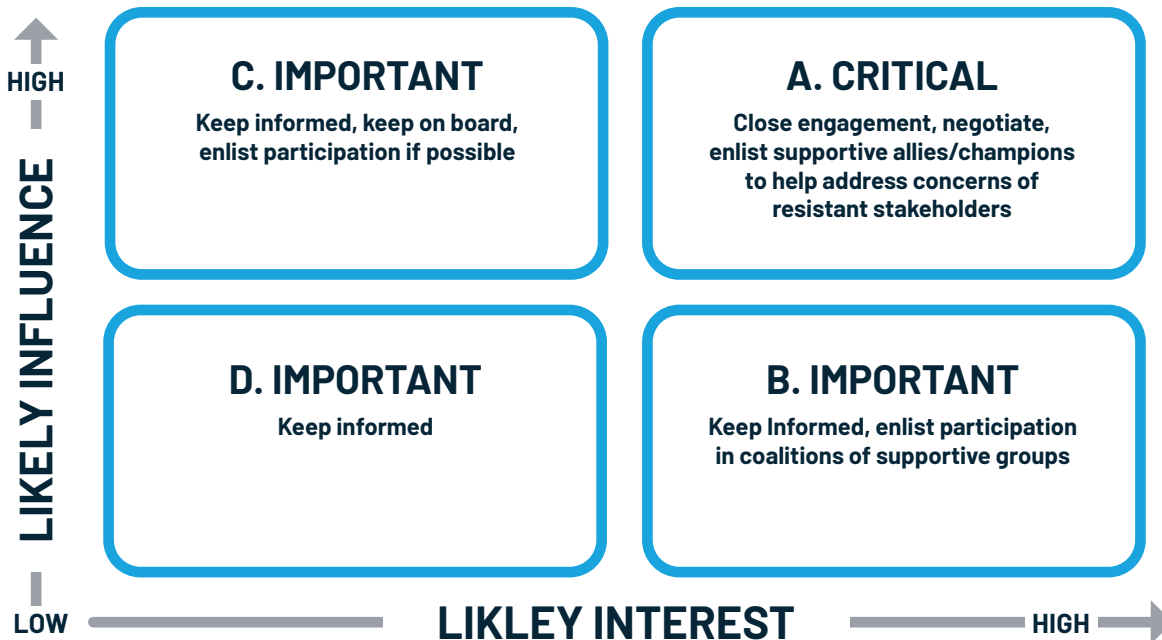 HIGH
LIKELY INFLUENCE
LOW
C. IMPORTANT
Keep informed, keep on board,
enlist participation if possible
A. CRITICAL
Close engagement, negotiate,
enlist supportive allies/champions
to help address concerns of
resistant stakeholders
D. IMPORTANT
Keep informed
B. IMPORTANT
Keep Informed, enlist participation
in coalitions of supportive groups
LIKLEY INTEREST
HIGH